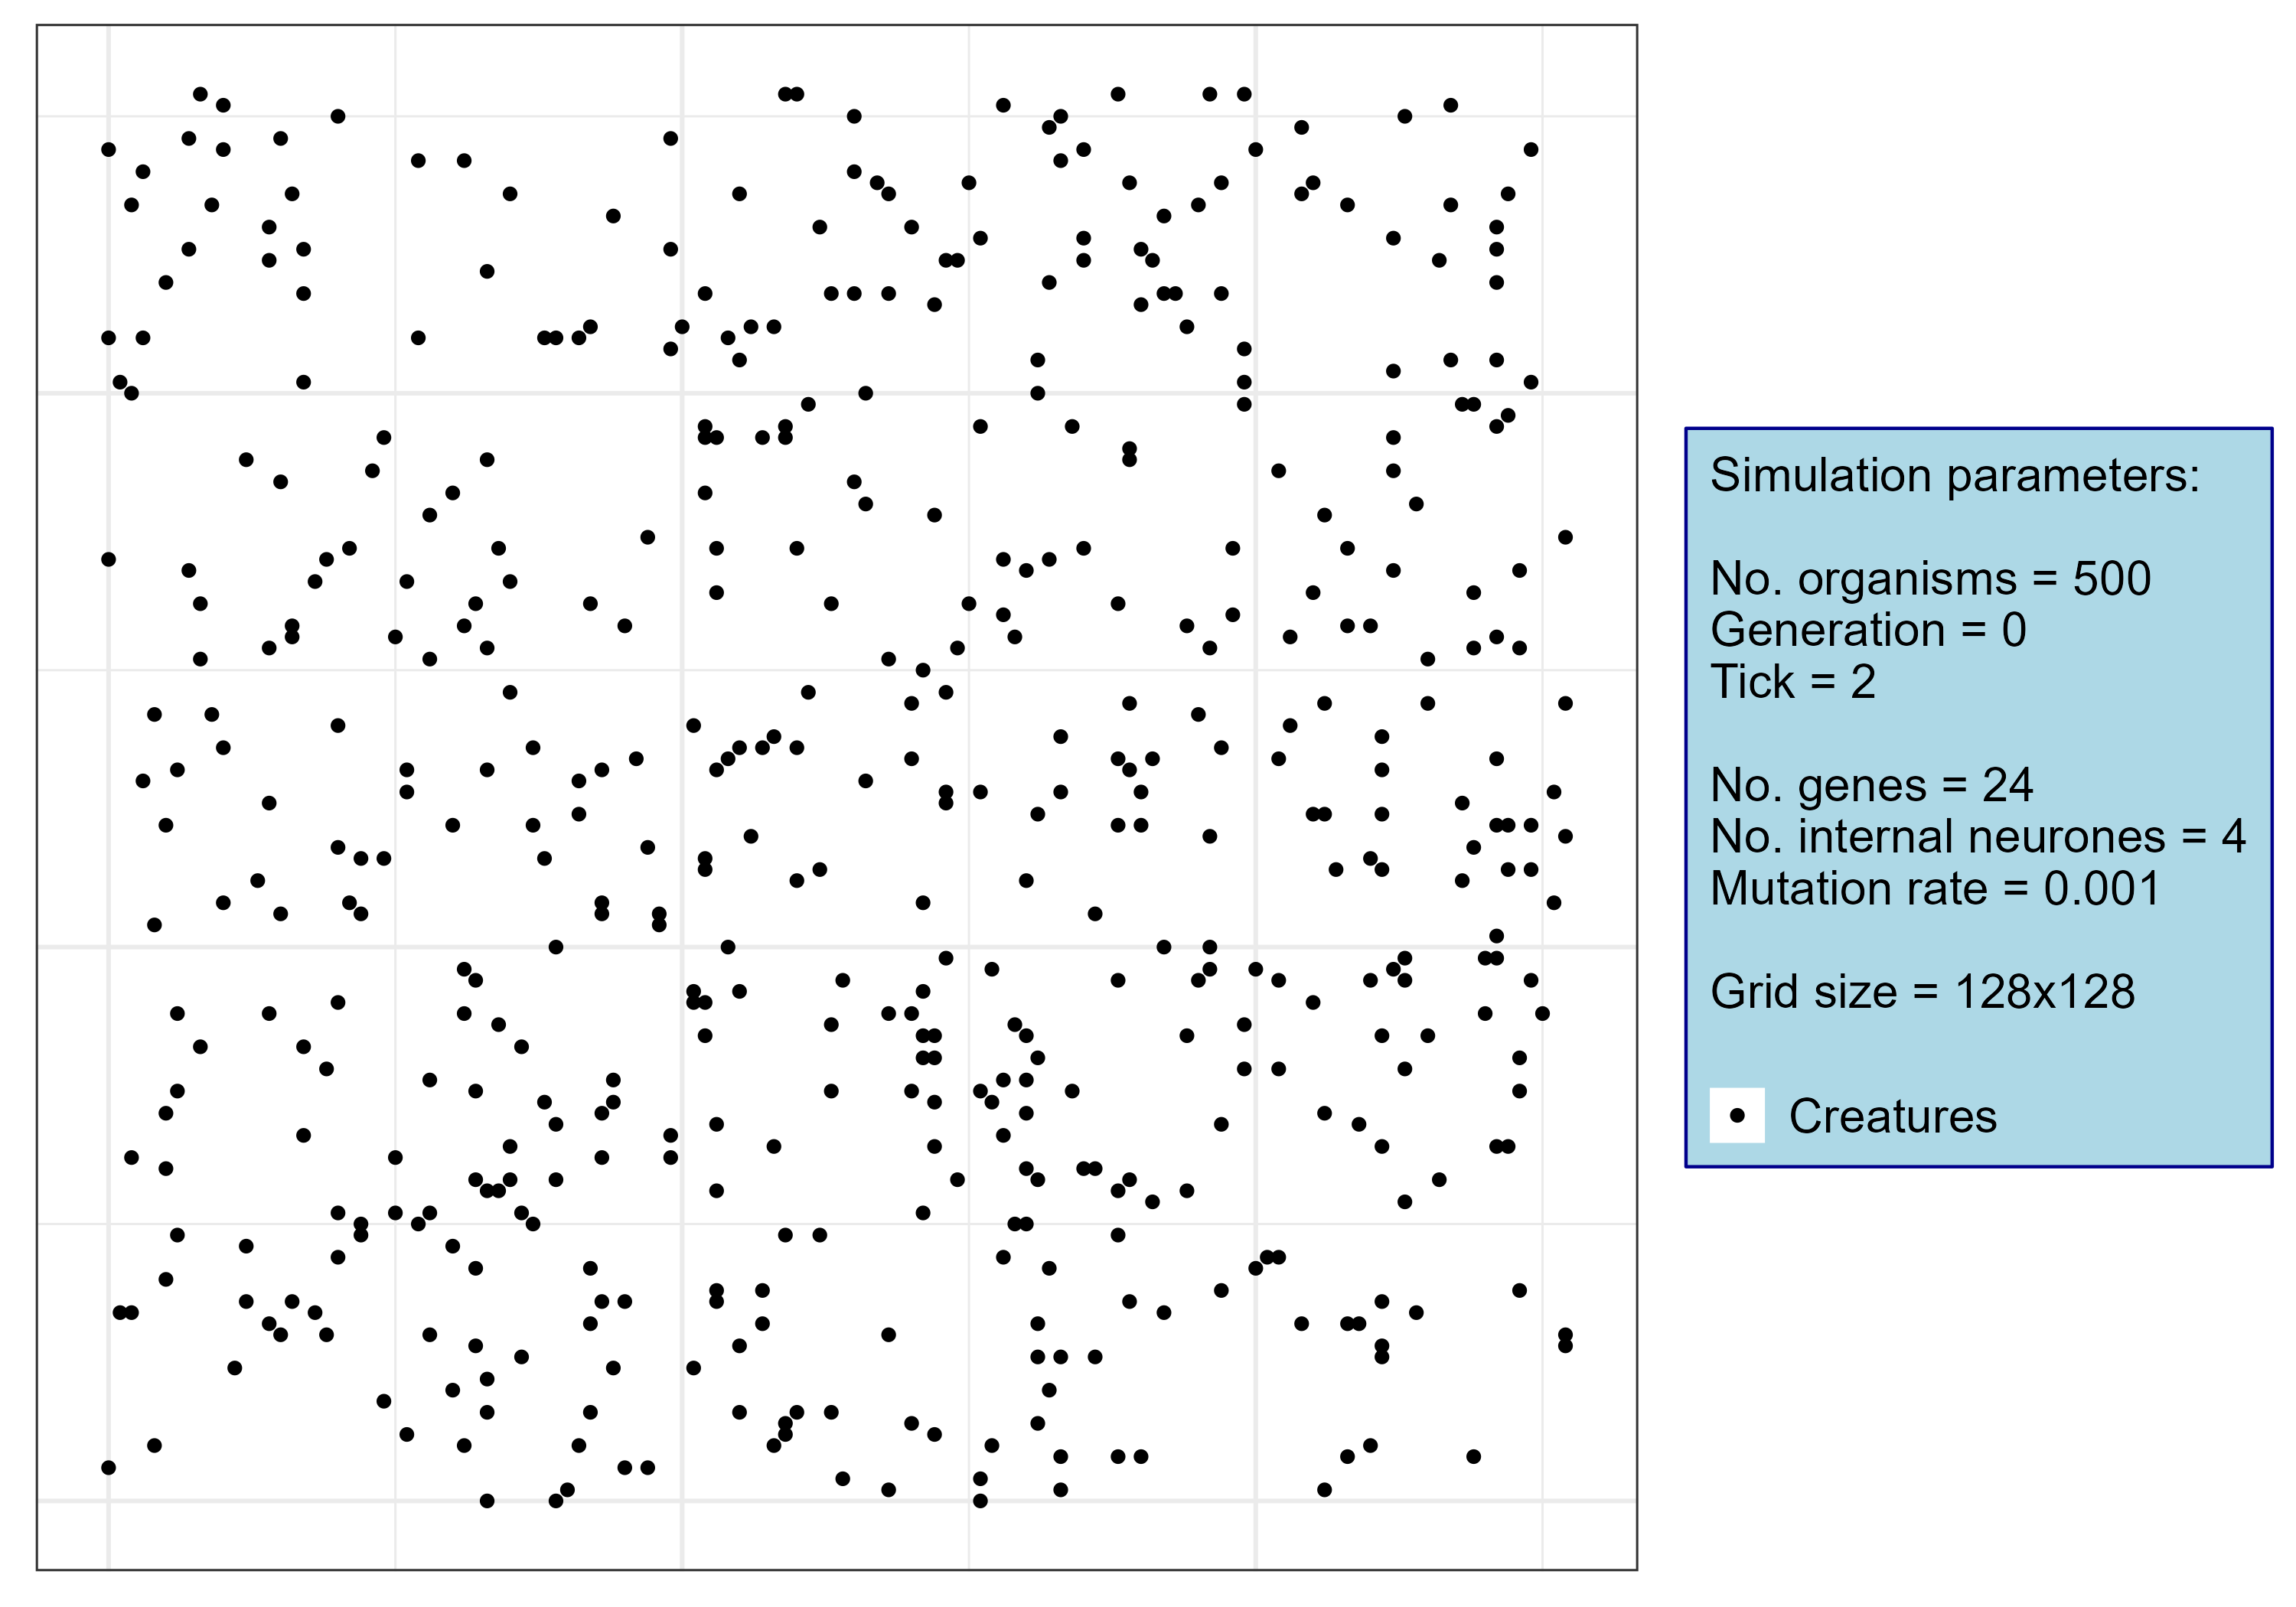 Simulation parameters:
No. organisms = 500
Generation = 0
Tick = 2
No. genes = 24
No. internal neurones = 4
Mutation rate = 0.001
Grid size = 128x128
Creatures